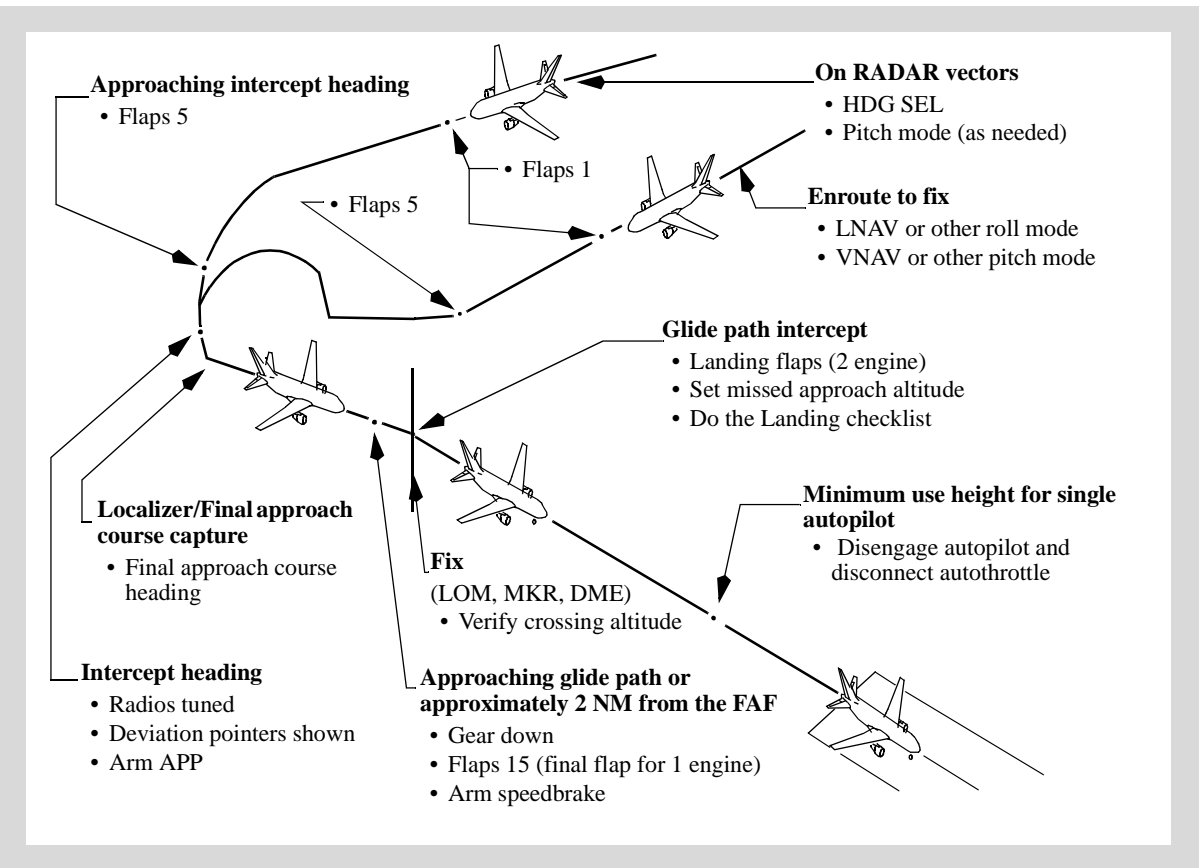 Approaching intercept heading
• Flaps 5
On RADAR vectors
• HDG SEL
• Pitch mode (as needed)
• Flaps 1
• Flaps 5
Enroute to fix
• LNAV or other roll mode
• VNAV or other pitch mode
Glide path intercept
• Landing flaps (2 engine)
• Set missed approach altitude
• Do the Landing checklist
Localizer/Final approach
course capture
• Final approach course
heading
Fix
(LOM, MKR, DME)
• Verify crossing altitude
Minimum use height for single
autopilot
• Disengage autopilot and
disconnect autothrottle
Intercept heading
• Radios tuned
• Deviation pointers shown
• Arm APP
Approaching glide path or
approximately 2 NM from the FAF
• Gear down
• Flaps 15 (final flap for 1 engine)
• Arm speedbrake